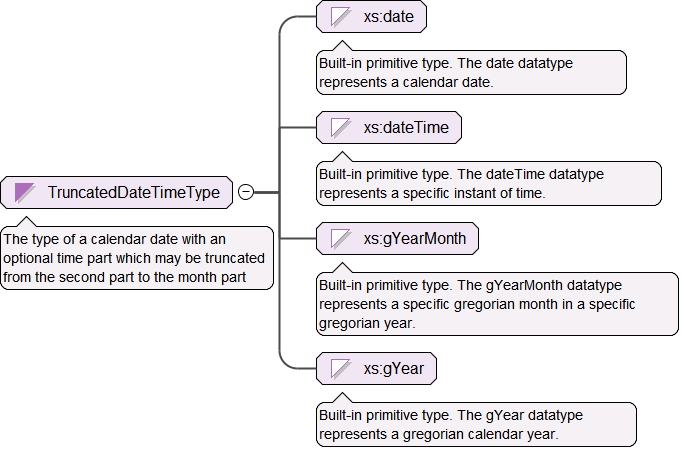 xs:date
Built-in primitive type. The date datatype
represents a calendar date.
xs:dateTime
Built-in primitive type. The dateTime datatype
represents a specific instant of time.
TruncatedDateTimeType
The type of a calendar date with an
optional time part which may be truncated
from the second part to the month part
xs:gYearMonth
Built-in primitive type. The gYearMonth datatype
represents a specific gregorian month in a specific
gregorian year.
xs:gYear
Built-in primitive type. The gYear datatype
represents a gregorian calendar year.